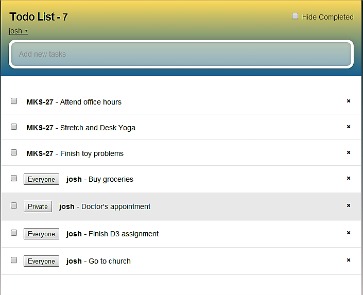 Todo List - 7
Hide Completed
josh
Add new tasks
MKS-27 - Attend office hours
MKS-27 - Stretch and Desk Yoga
MKS-27 - Finish toy problems
Everyone josh - Buy groceries
Private josh - Doctor's appointment
Everyone josh - Finish D3 assignment
Everyone josh - Go to church